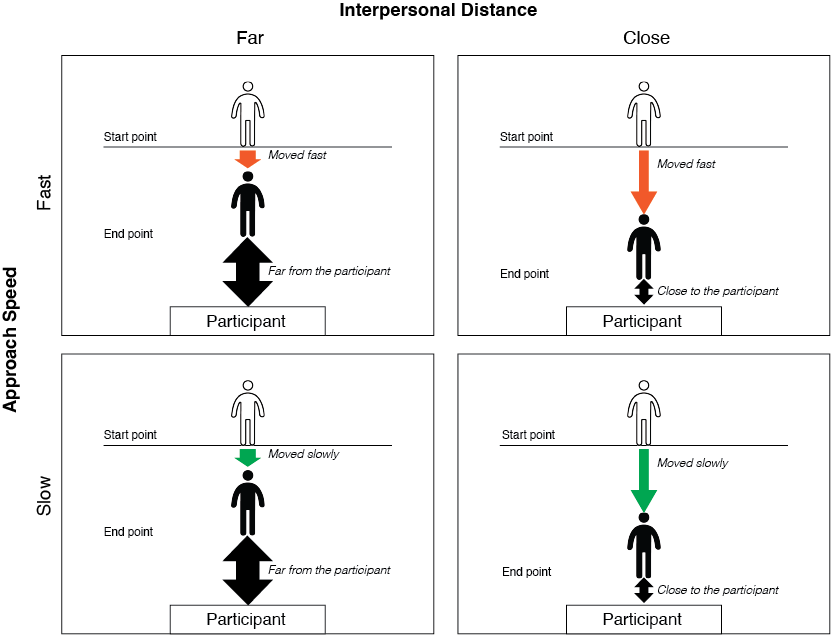 Interpersonal Distance
Far
Close
Approach Speed
Fast
Start point
Moved fast
End point
Far from the participant
Participant
Start point
Moved fast
End point
Close to the participant
Participant
Slow
Start point
Moved slowly
End point
Far from the participant
Participant
Start point
Moved slowly
End point
Close to the participant
Participant